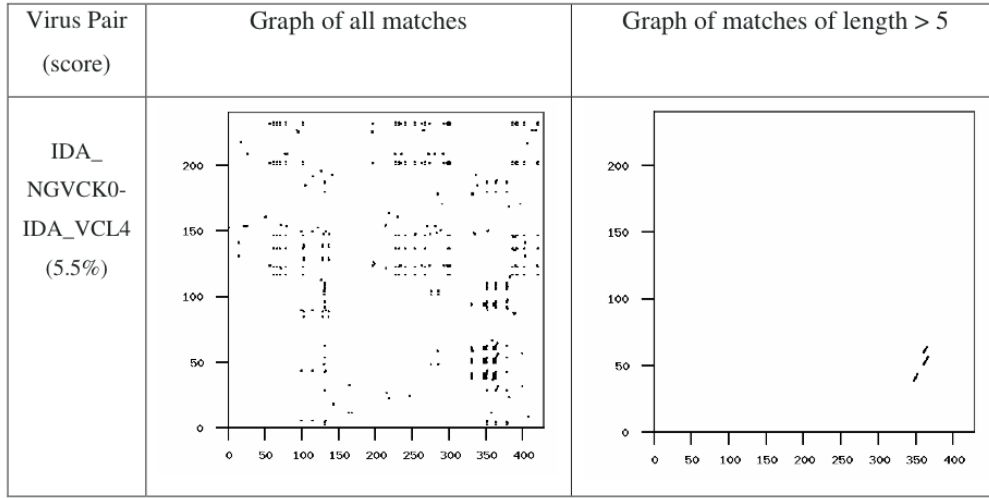 Virus Pair
(score)
Graph of all matches
Graph of matches of length > 5
IDA_
NGVCK0-
IDA_VCL4
(5.5%)
200
150
100
50
0
0 50 100 150 200 250 300 350 400
200
150
100
50
0
0 50 100 150 200 250 300 350 400